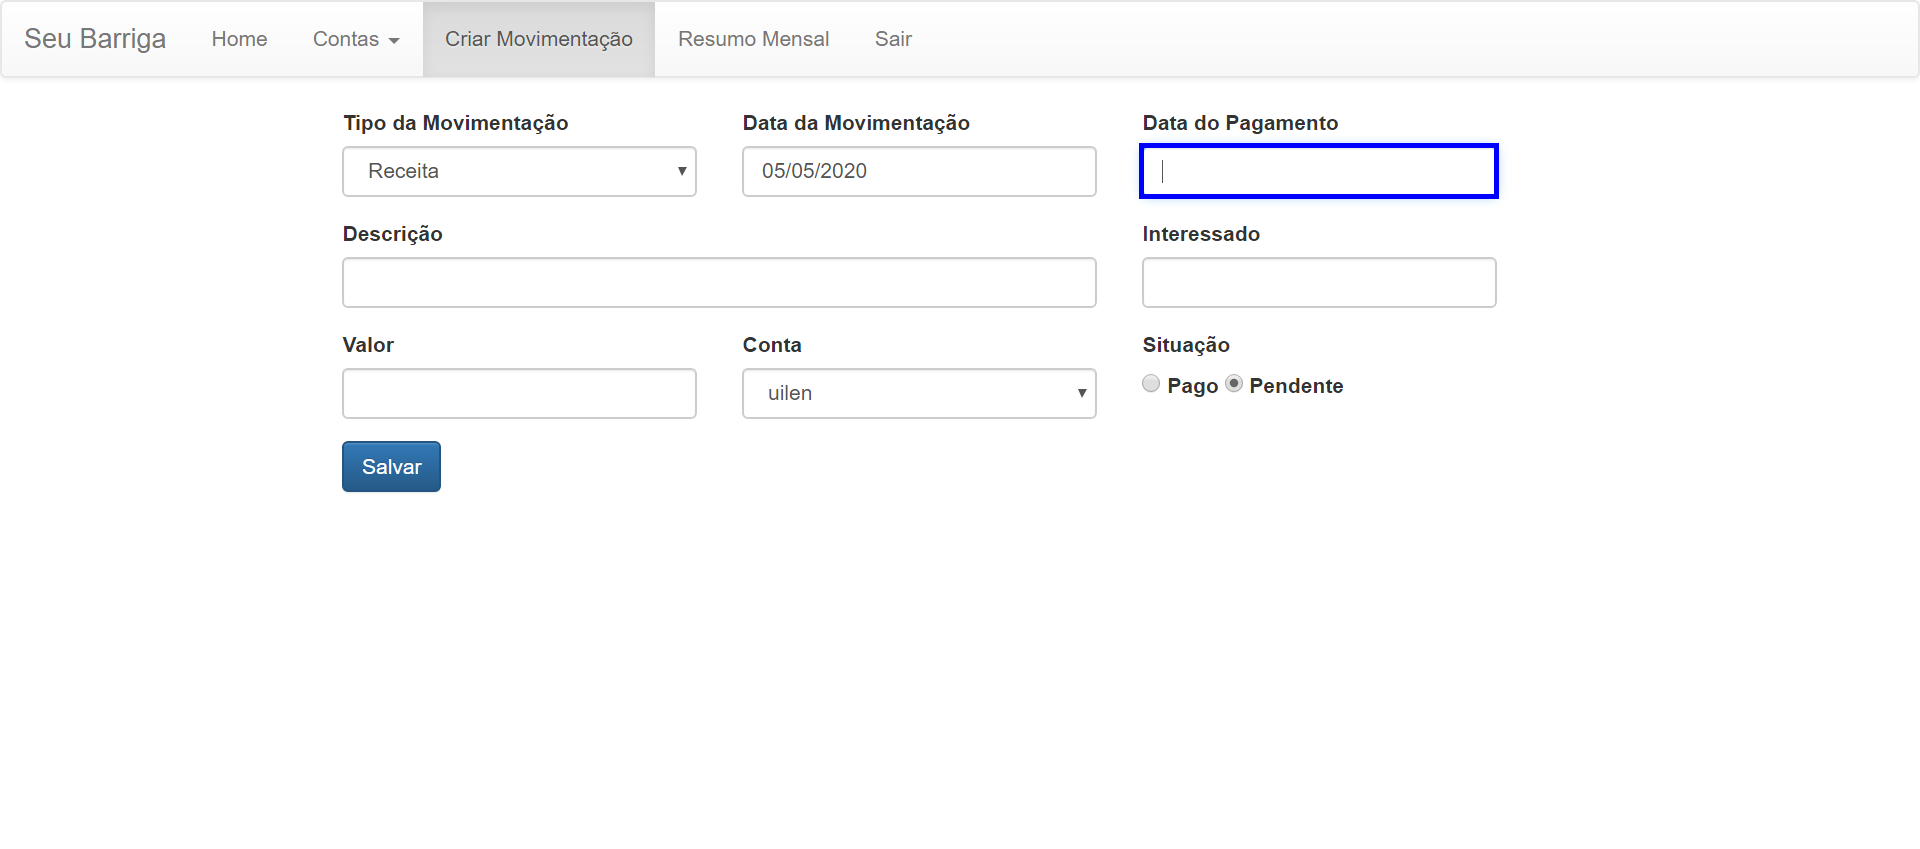 Seu Barriga Home Contas Criar Movimentação Resumo Mensal Sair
Tipo da Movimentação Data da Movimentação Data do Pagamento
Receita 05/05/2020
Descrição Interessado
Valor Conta Situação
uilen Pago Pendente
Salvar